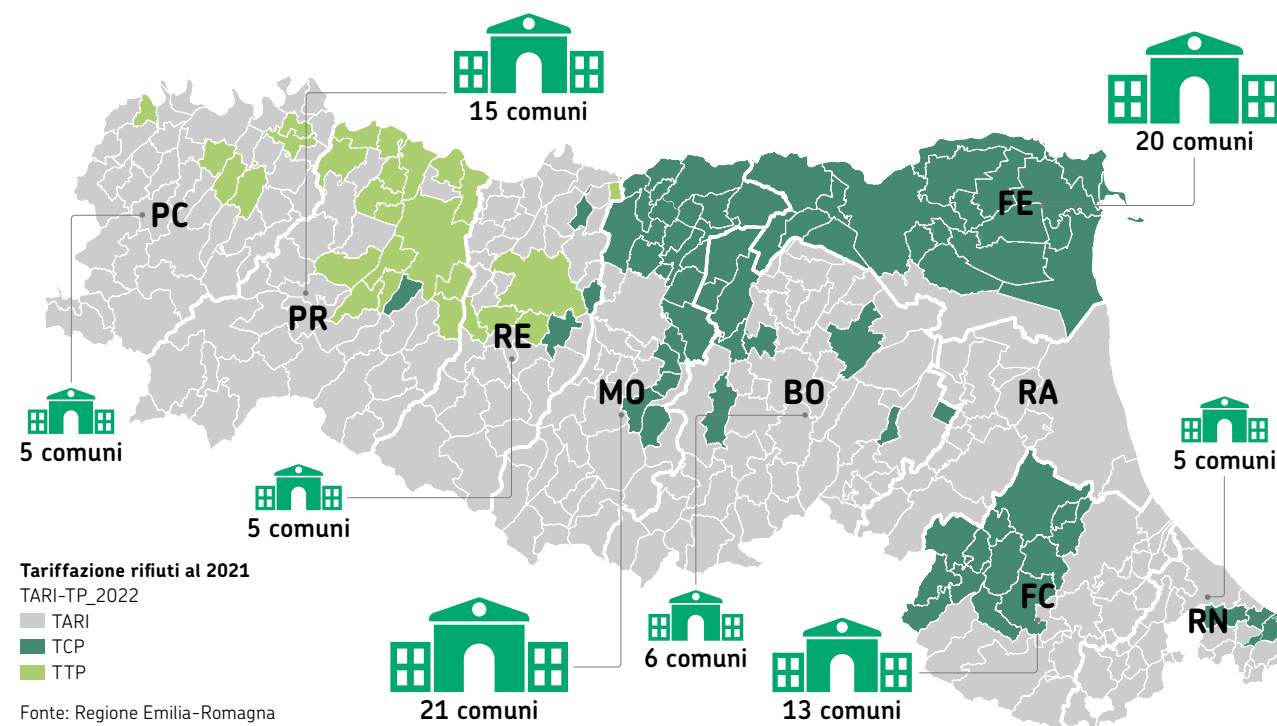 15 comuni
20 comuni
FE
PC
PR
RE
MO
BO
RA
5 comuni
5 comuni
5 comuni
FC
RN
6 comuni
21 comuni
13 comuni
Tariffazione rifiuti al 2021
TARI-TP_2022
TARI
TCP
TTP
Fonte: Regione Emilia-Romagna